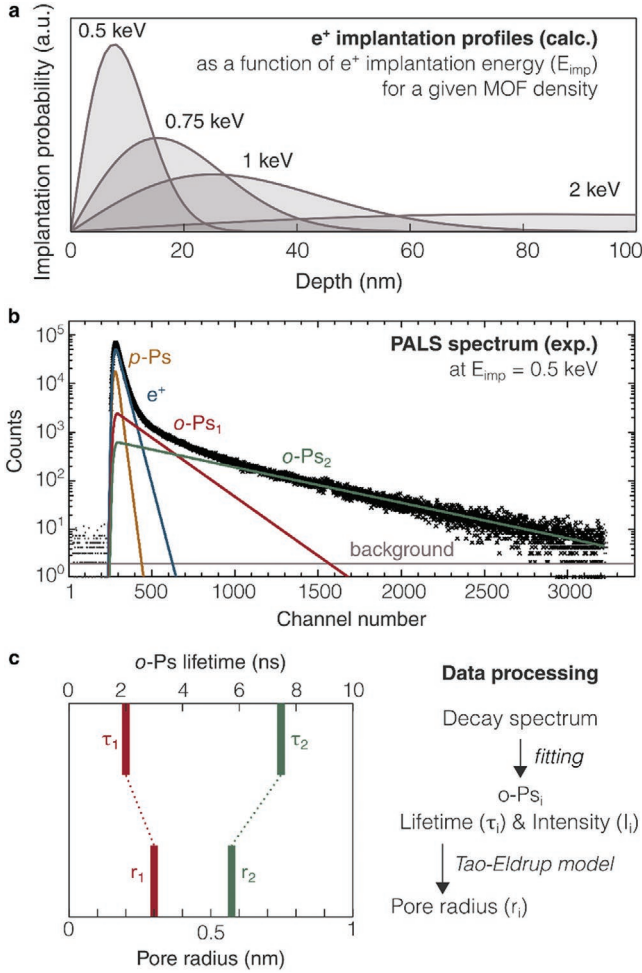 a
e⁺ implantation profiles (calc.)
as a function of e⁺ implantation energy (E_imp)
for a given MOF density
0.5 keV
0.75 keV
1 keV
2 keV
Implantation probability (a.u.)
0 20 40 60 80 100
Depth (nm)
b
PALS spectrum (exp.)
at E_imp = 0.5 keV
p-Ps
e⁺
o-Ps₁
o-Ps₂
background
Counts
10⁵
10⁴
10³
10²
10¹
10⁰
1 500 1000 1500 2000 2500 3000
Channel number
c
o-Ps lifetime (ns)
0 2 4 6 8 10
τ₁ τ₂
r₁ r₂
0 0.5 1
Pore radius (nm)
Data processing
Decay spectrum
fitting
o-Psᵢ
Lifetime (τᵢ) & Intensity (Iᵢ)
Tao-Eldrup model
Pore radius (rᵢ)